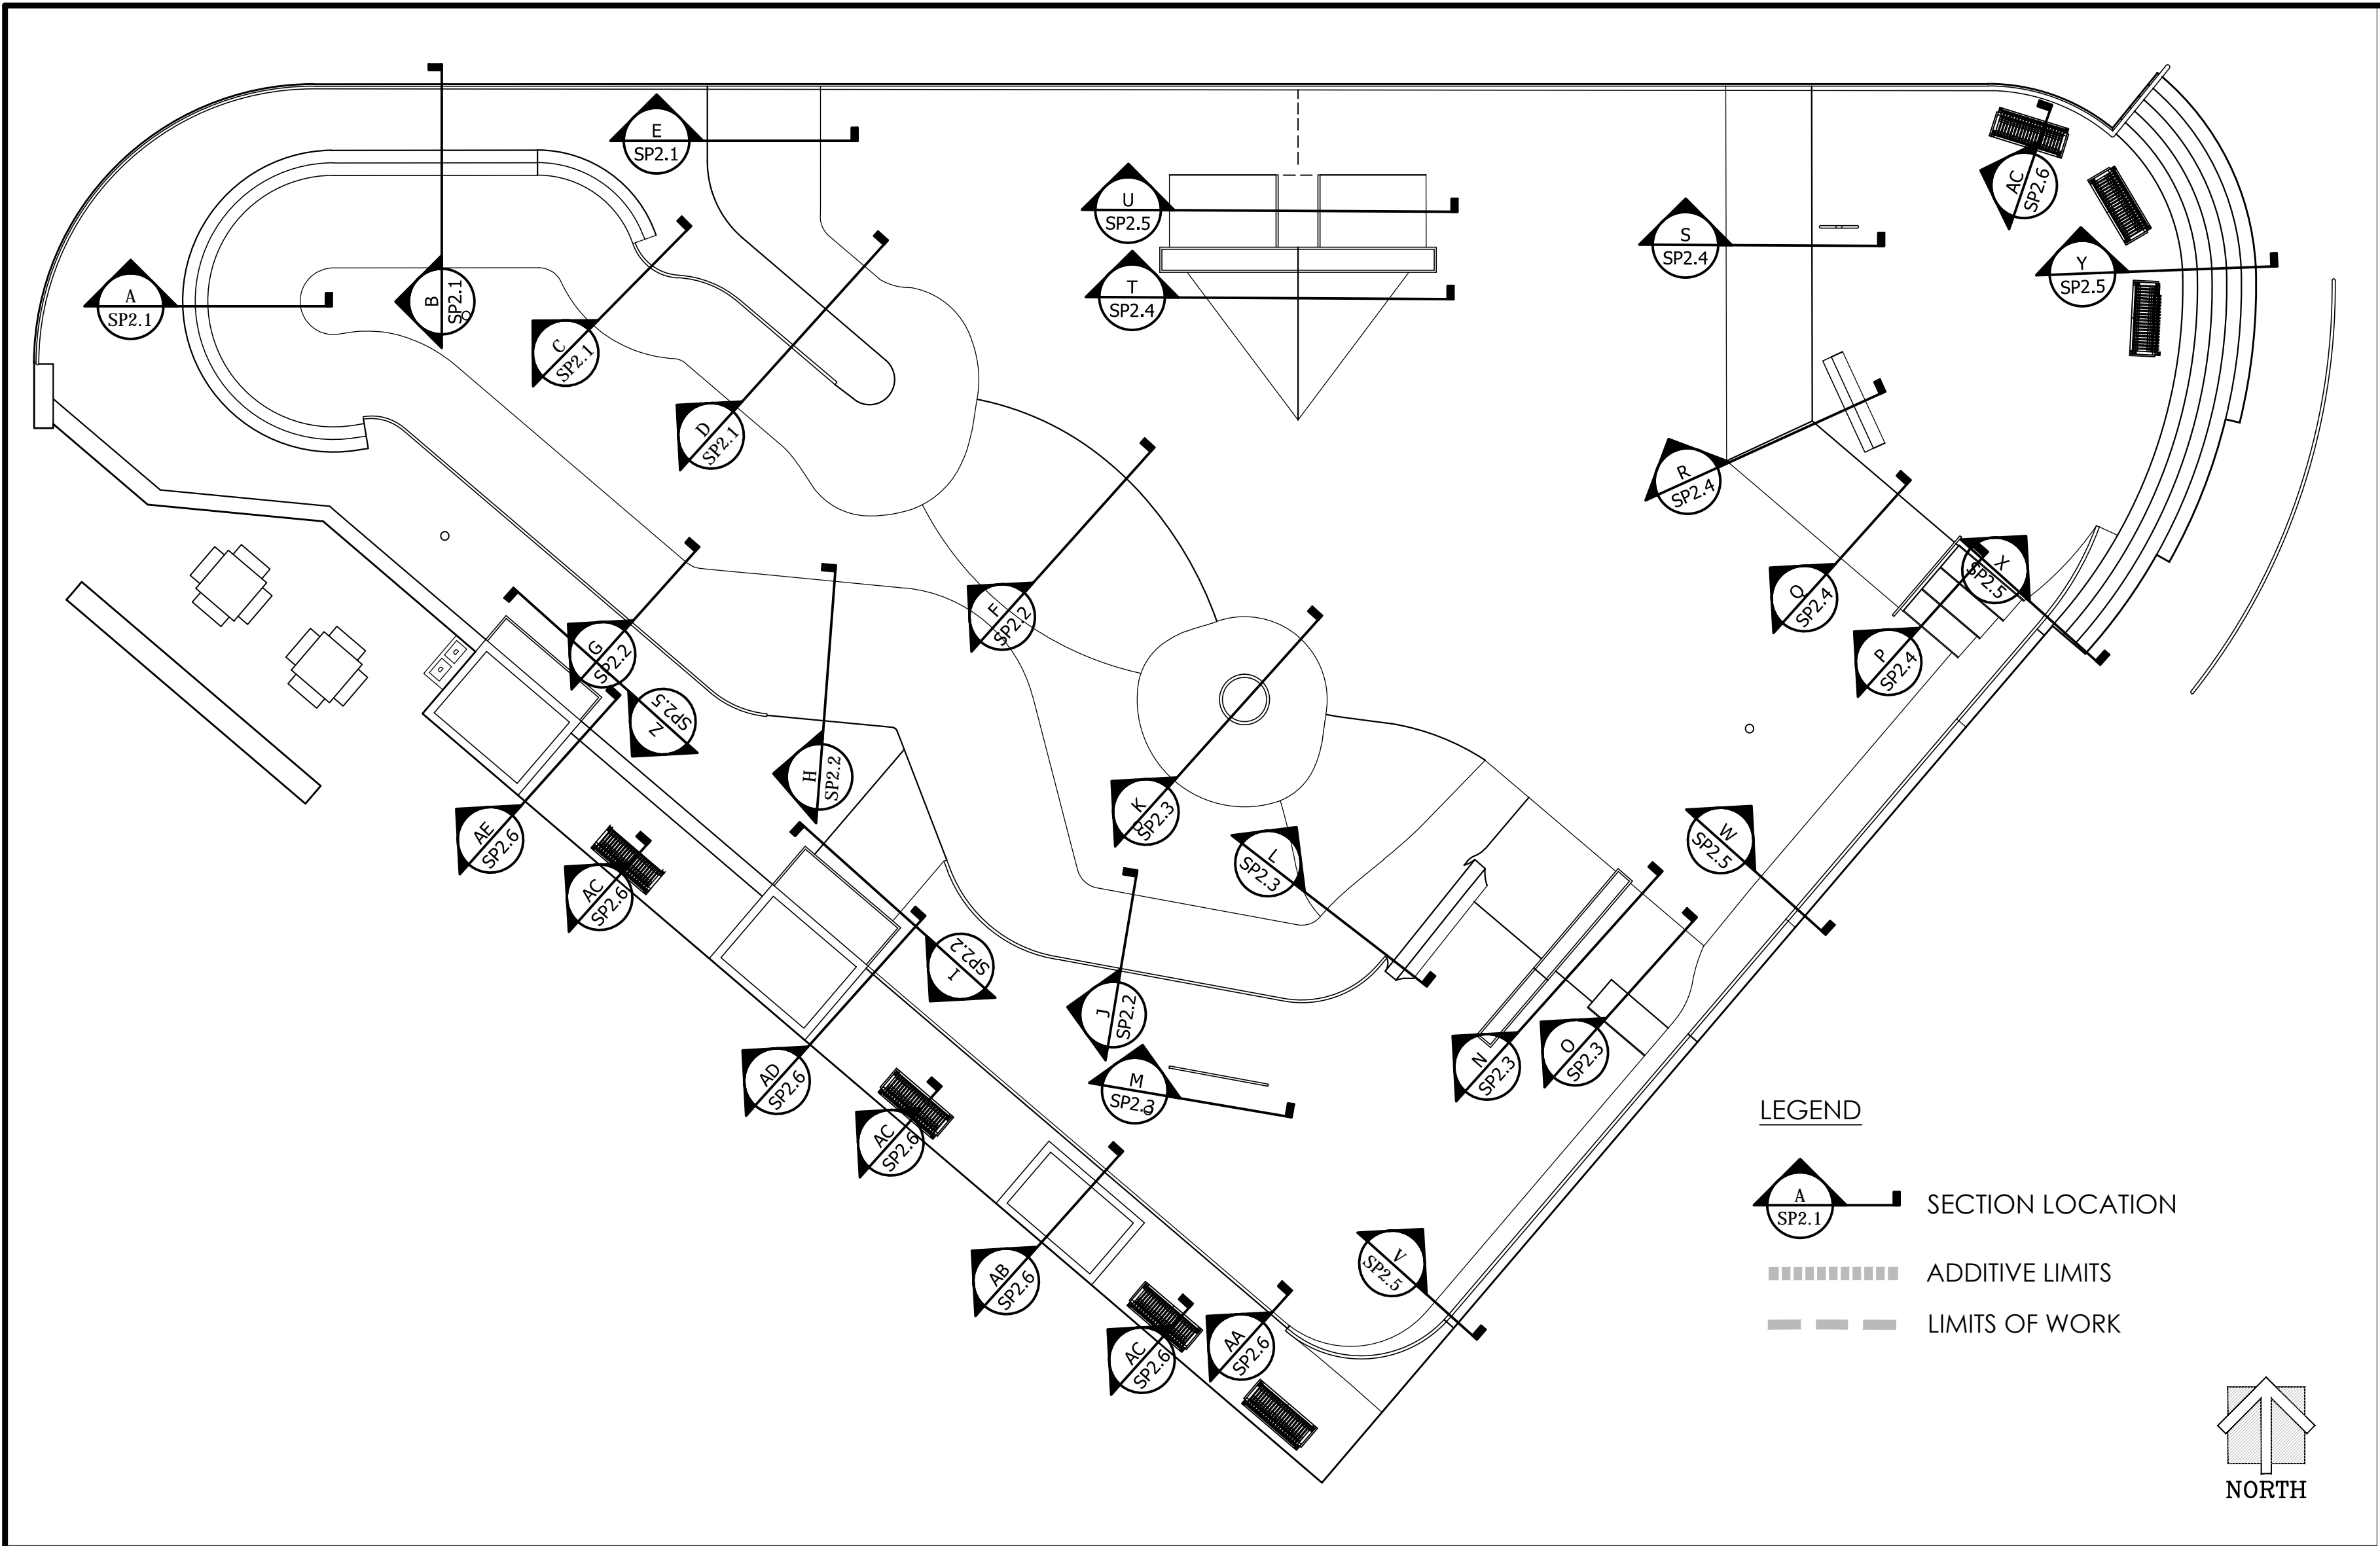 E
SP2.1
AC
SP2.6
U
SP2.5
S
SP2.4
Y
SP2.5
A
SP2.1
B
SP2.1
T
SP2.4
C
SP2.1
D
SP2.1
R
SP2.4
X
SP2.5
Q
SP2.4
F
SP2.2
G
SP2.2
P
SP2.4
Z
SP2.5
H
SP2.2
K
SP2.3
AE
SP2.6
W
SP2.5
L
SP2.3
AC
SP2.6
I
SP2.2
J
SP2.2
O
SP2.3
N
SP2.3
AD
SP2.6
M
SP2.3
AC
SP2.6
LEGEND
A
SP2.1
SECTION LOCATION
AB
SP2.6
V
SP2.5
ADDITIVE LIMITS
LIMITS OF WORK
AA
SP2.6
AC
SP2.6
NORTH